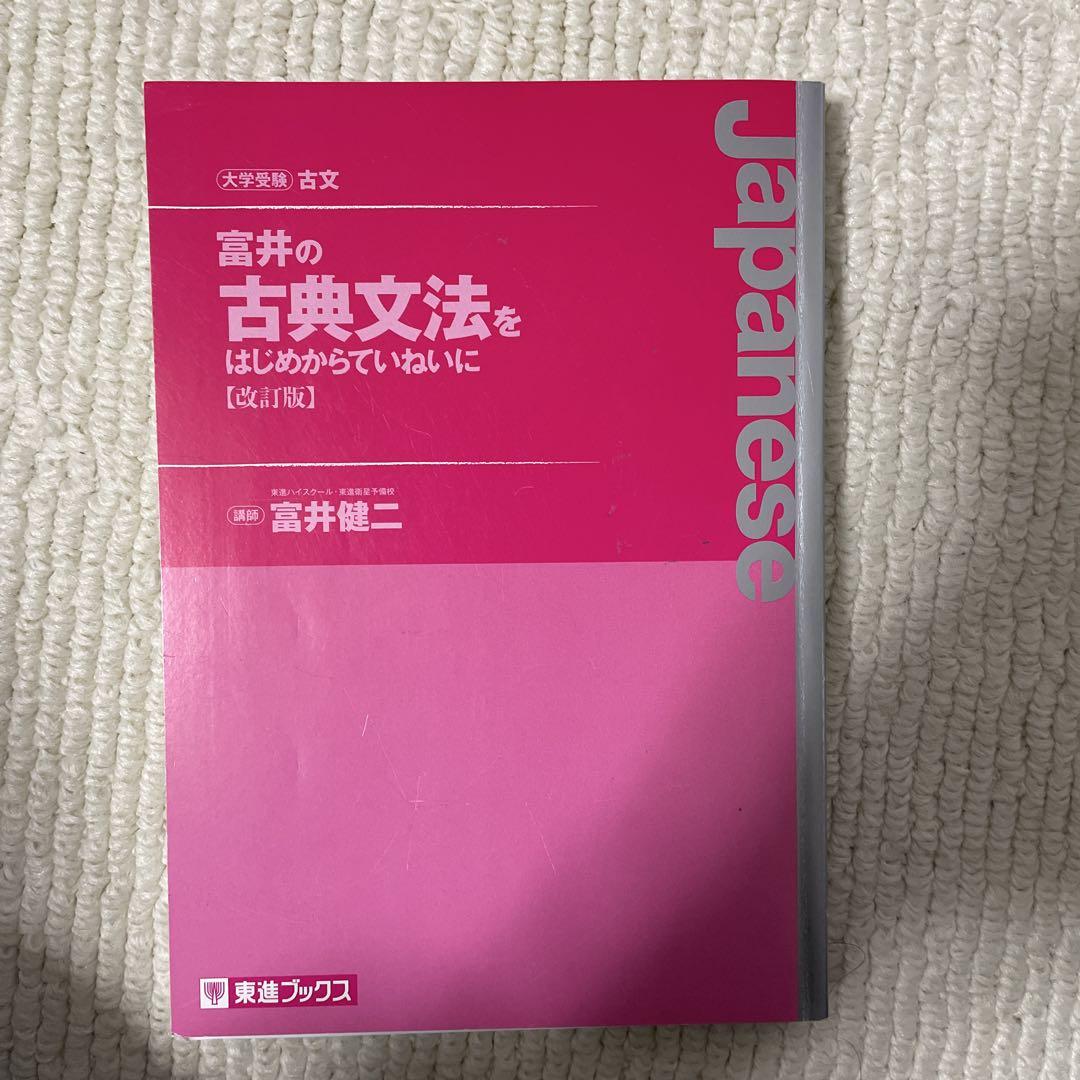 大学受験 古文
富井の
古典文法を
はじめからていねいに
【改訂版】
東進ハイスクール・東進衛星予備校
講師 富井健二
Japanese
東進ブックス